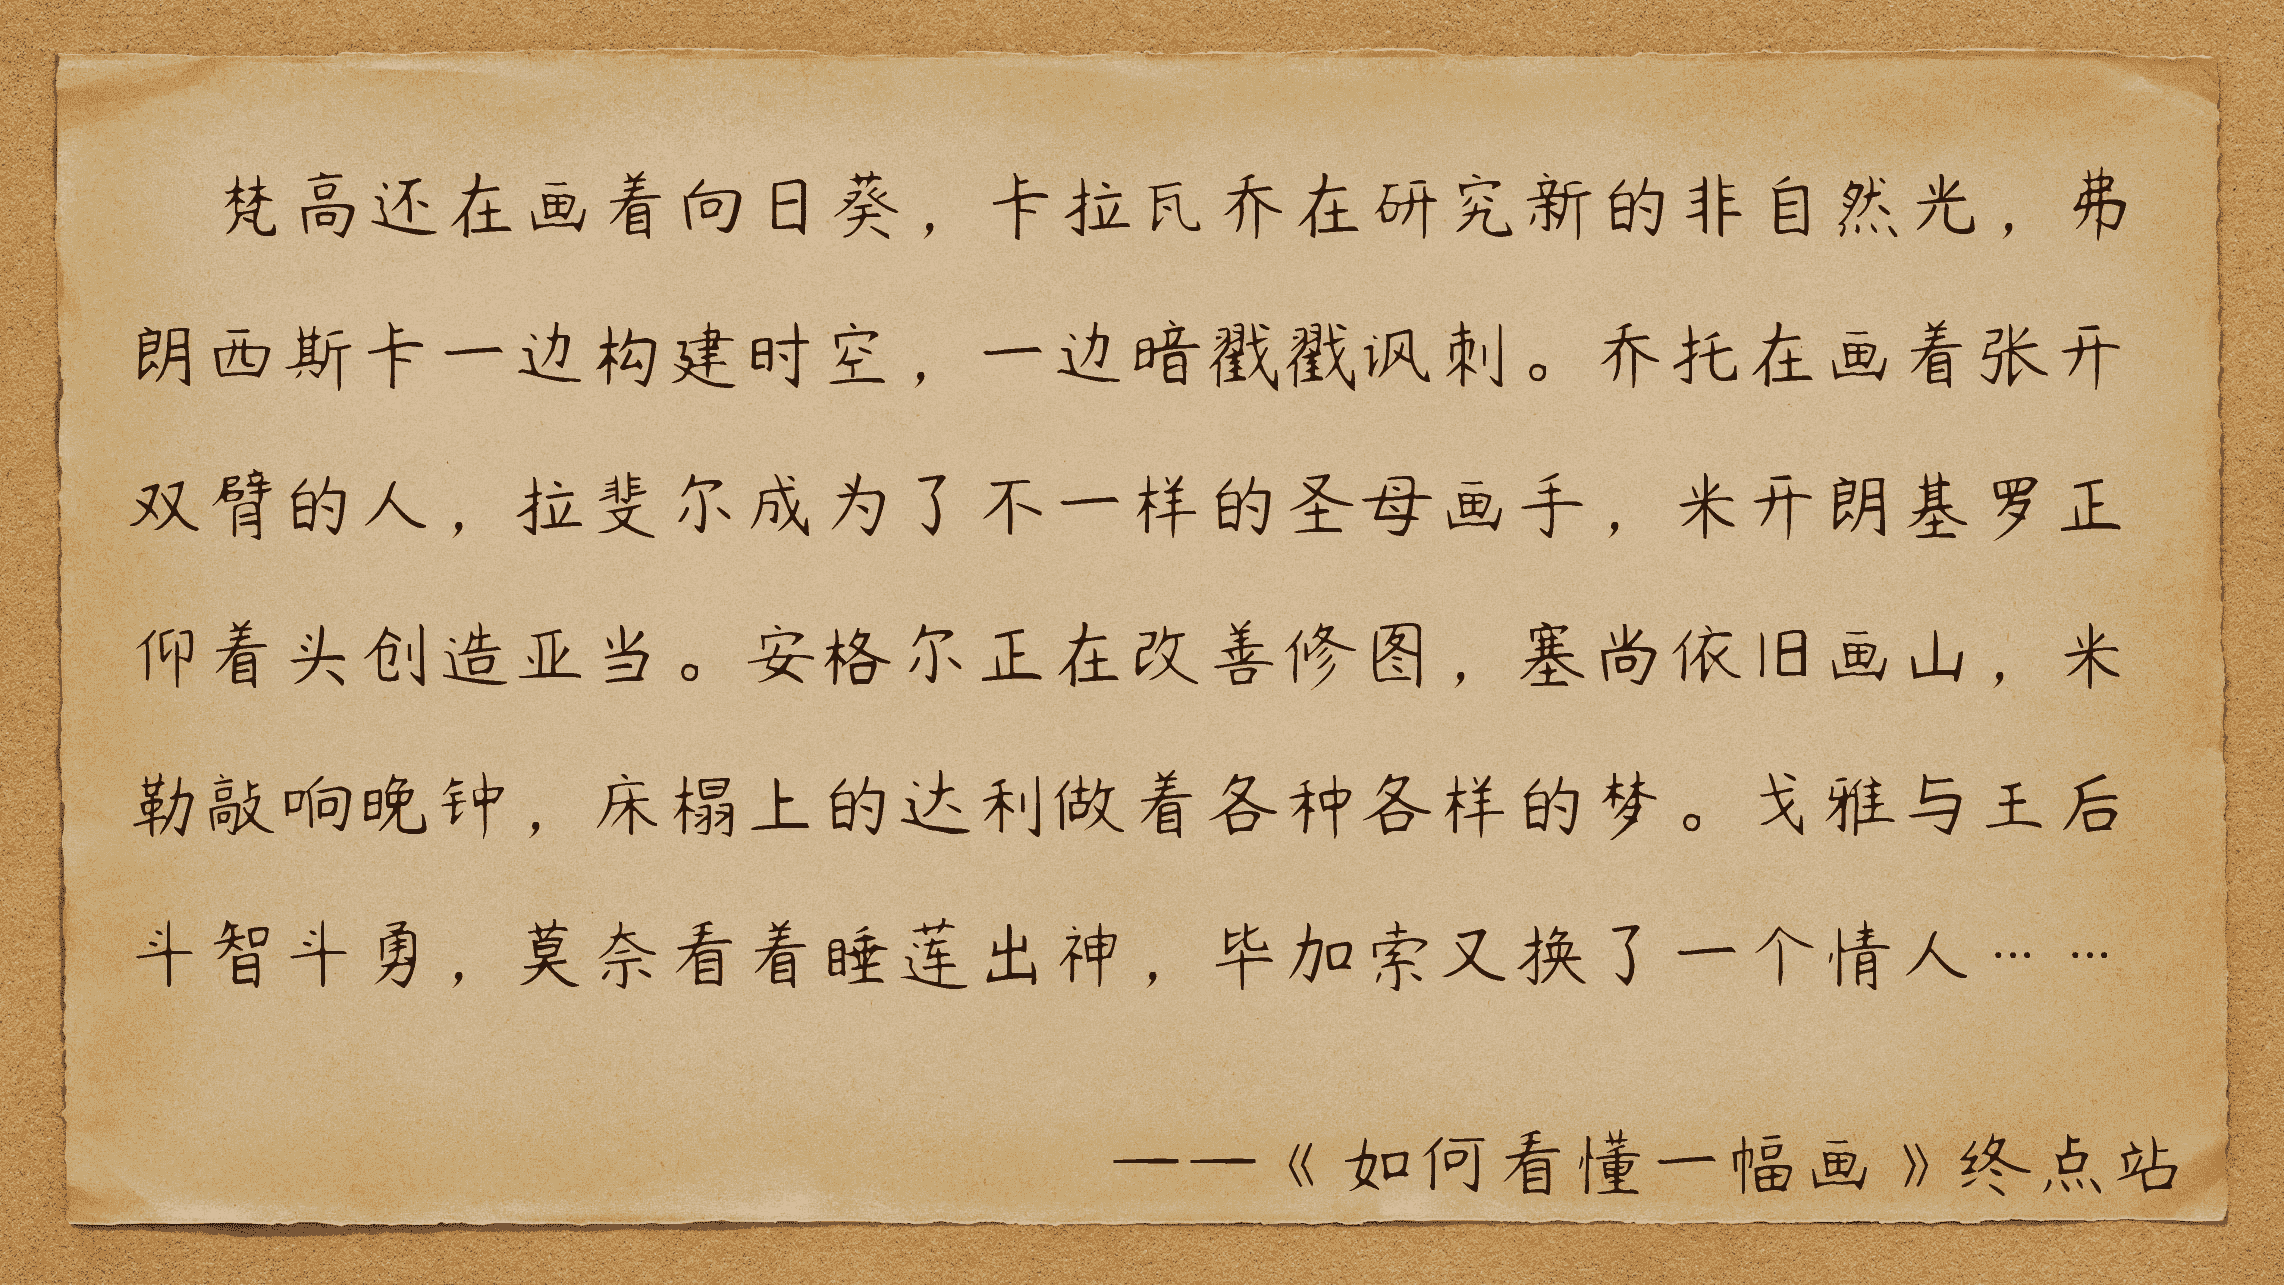 梵高还在画着向日葵，卡拉瓦乔在研究新的非自然光，弗
朗西斯卡一边构建时空，一边暗戳戳讽刺。乔托在画着张开
双臂的人，拉斐尔成为了不一样的圣母画手，米开朗基罗正
仰着头创造亚当。安格尔正在改善修图，塞尚依旧画山，米
勒敲响晚钟，床榻上的达利做着各种各样的梦。戈雅与王后
斗智斗勇，莫奈看着睡莲出神，毕加索又换了一个情人……
——《如何看懂一幅画》终点站